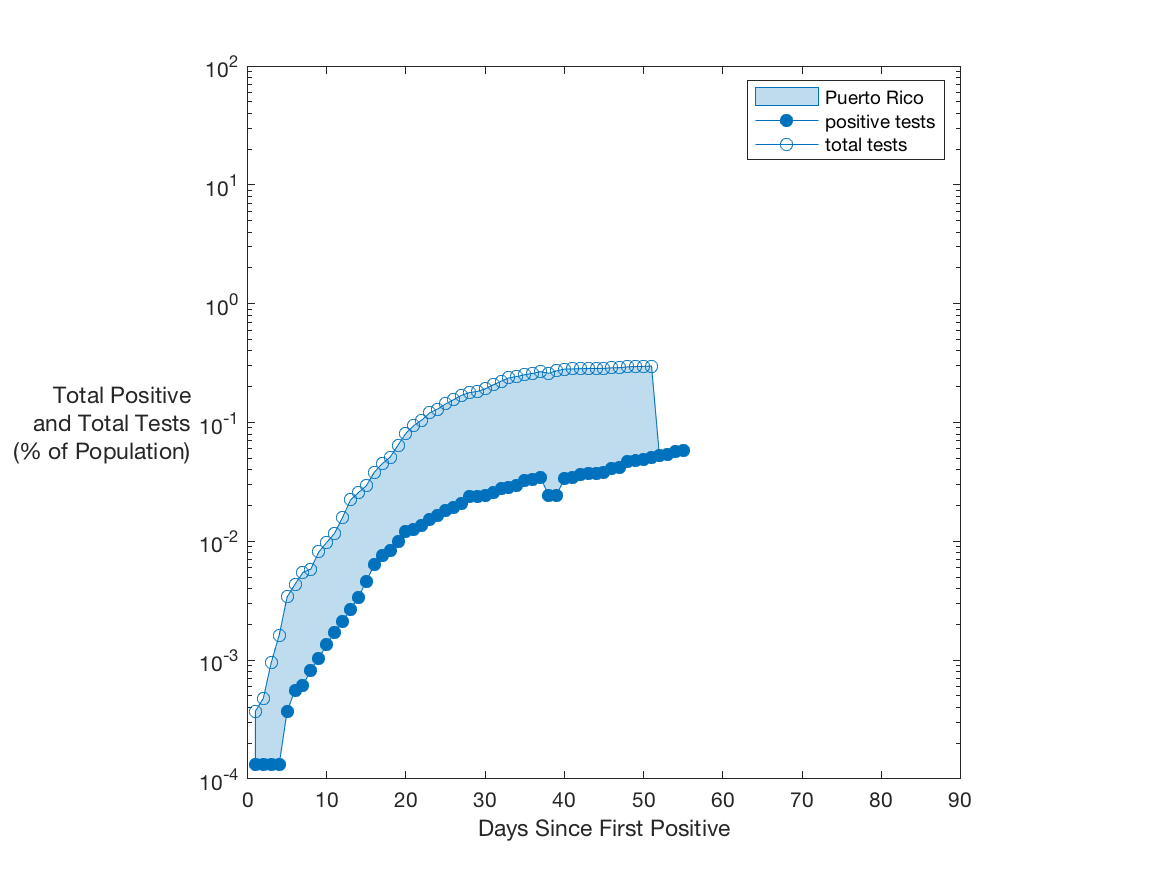 10^2
10^1
10^0
10^-1
10^-2
10^-3
10^-4
Total Positive
and Total Tests
(% of Population)
Puerto Rico
positive tests
total tests
0 10 20 30 40 50 60 70 80 90
Days Since First Positive